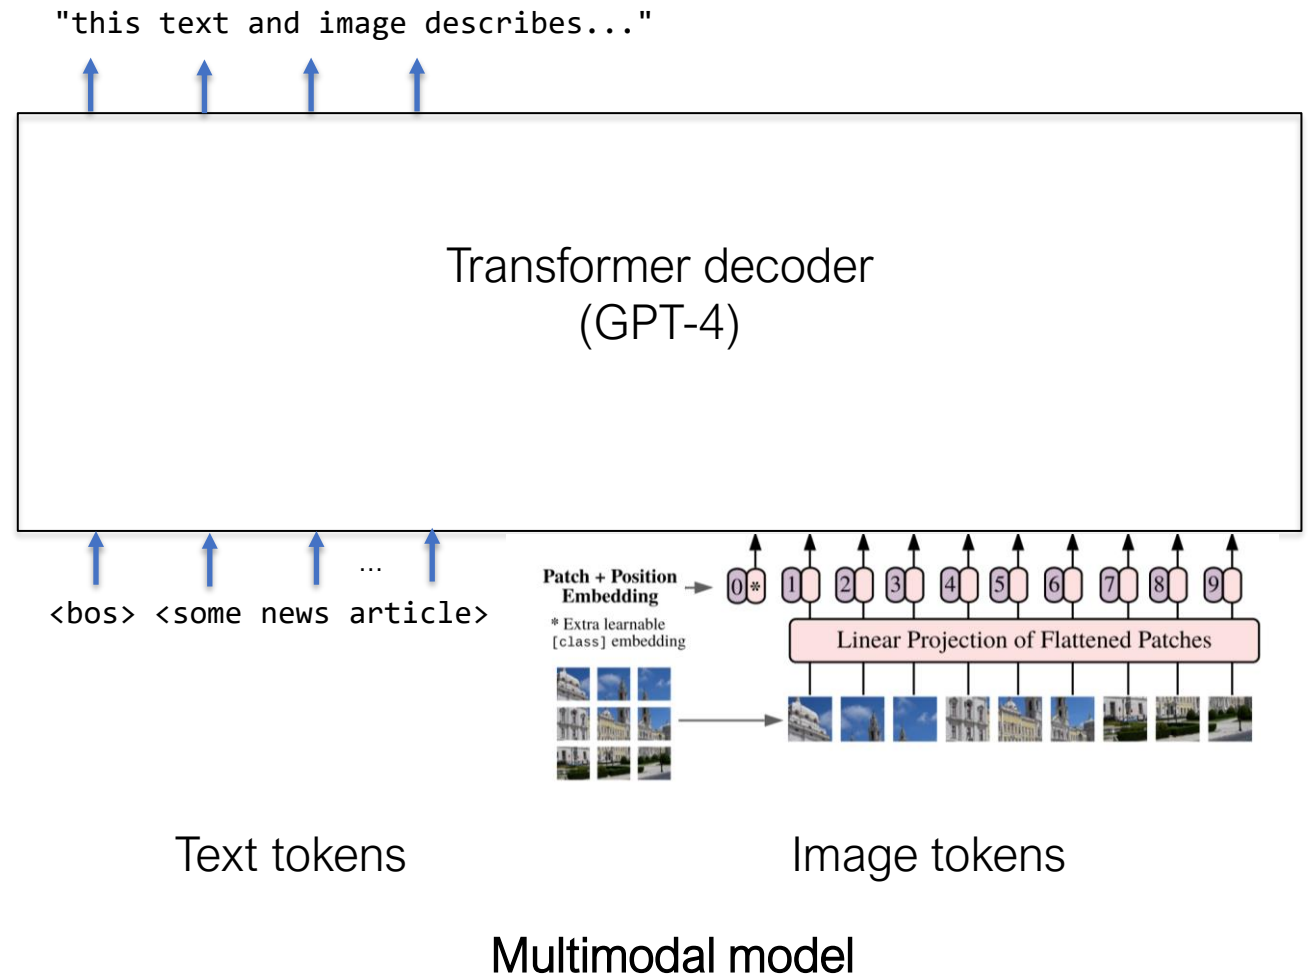 "this text and image describes..."
Transformer decoder
(GPT-4)
...
<bos> <some news article>
Patch + Position
Embedding
* Extra learnable
[class] embedding
0 * 1 2 3 4 5 6 7 8 9
Linear Projection of Flattened Patches
Text tokens
Image tokens
Multimodal model